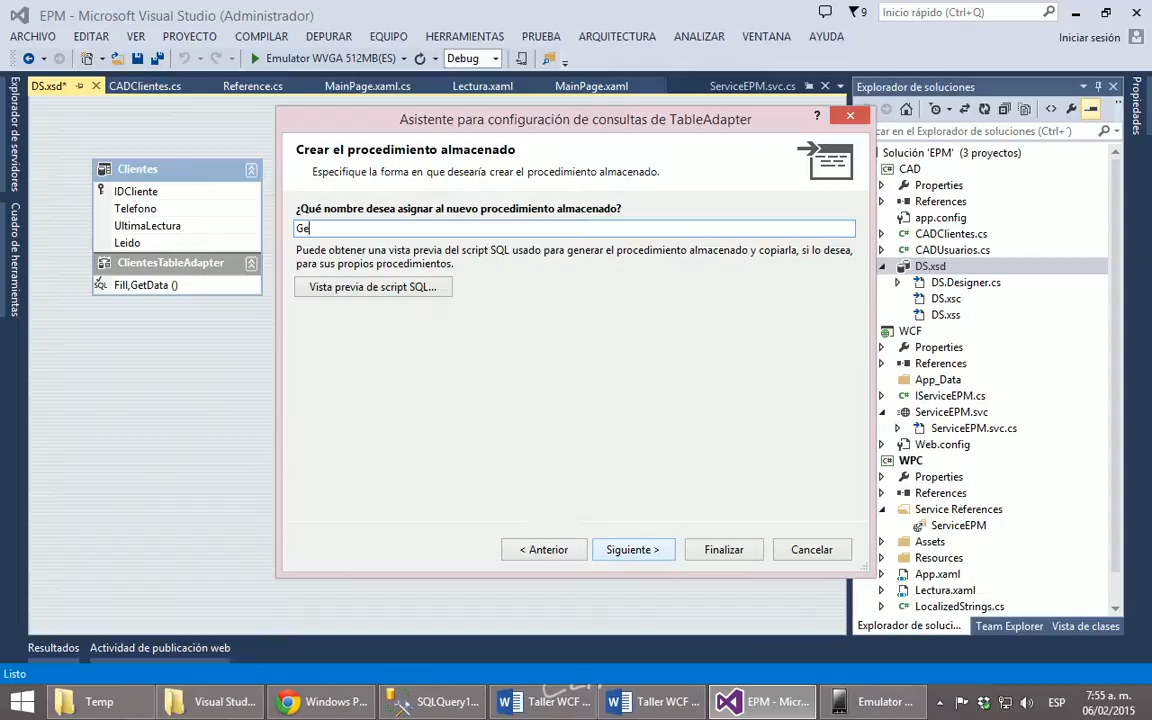 EPM - Microsoft Visual Studio (Administrador)
9
Inicio rápido (Ctrl+Q)
ARCHIVO EDITAR VER PROYECTO COMPILAR DEPURAR EQUIPO HERRAMIENTAS PRUEBA ARQUITECTURA ANALIZAR VENTANA AYUDA
Iniciar sesión
Emulator WVGA 512MB(ES)
Debug
DS.xsd*
CADClientes.cs
Reference.cs
MainPage.xaml.cs
Lectura.xaml
MainPage.xaml
ServiceEPM.svc.cs
Explorador de servidores
Cuadro de herramientas
Clientes
IDCliente
Telefono
UltimaLectura
Leido
ClientesTableAdapter
SQL
Fill,GetData ()
Asistente para configuración de consultas de TableAdapter
?
Crear el procedimiento almacenado
Especifique la forma en que desearía crear el procedimiento almacenado.
¿Qué nombre desea asignar al nuevo procedimiento almacenado?
Ge
Puede obtener una vista previa del script SQL usado para generar el procedimiento almacenado y copiarla, si lo desea,
para sus propios procedimientos.
Vista previa de script SQL...
< Anterior
Siguiente >
Finalizar
Cancelar
Explorador de soluciones
car en el Explorador de soluciones (Ctrl+')
Solución 'EPM' (3 proyectos)
CAD
Properties
References
app.config
CADClientes.cs
CADUsuarios.cs
DS.xsd
DS.Designer.cs
DS.xsc
DS.xss
WCF
Properties
References
App_Data
IServiceEPM.cs
ServiceEPM.svc
ServiceEPM.svc.cs
Web.config
WPC
Properties
References
Service References
ServiceEPM
Assets
Resources
App.xaml
Lectura.xaml
LocalizedStrings.cs
Explorador de soluci...
Team Explorer
Vista de clases
Propiedades
Resultados
Actividad de publicación web
Listo
Temp
Visual Stud...
Windows P...
SQLQuery1...
Taller WCF ...
Taller WCF ...
EPM - Micr...
Emulator ...
ESP
7:55 a. m.
06/02/2015